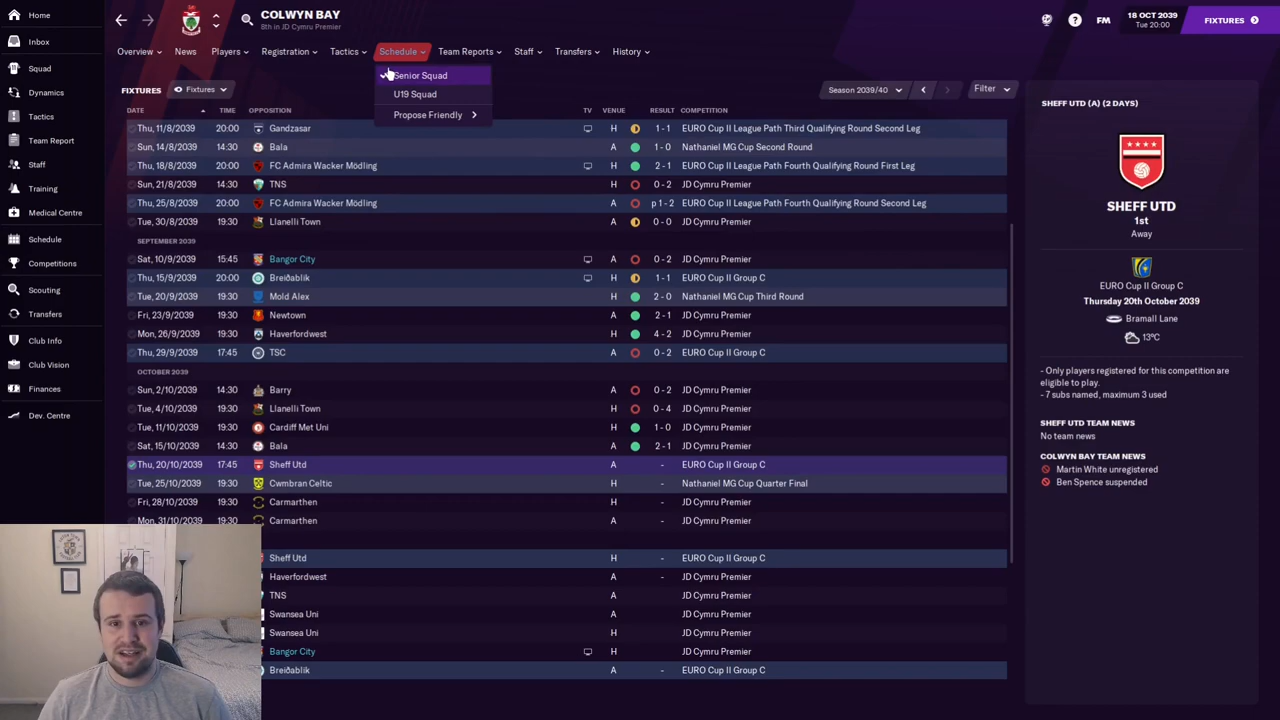 Home
COLWYN BAY
8th in JD Cymru Premier
FM
18 OCT 2039
Tue 20:00
FIXTURES
Inbox
Overview
News
Players
Registration
Tactics
Schedule
Team Reports
Staff
Transfers
History
Squad
Dynamics
Tactics
Team Report
Staff
Training
Medical Centre
Schedule
Competitions
Scouting
Transfers
Club Info
Club Vision
Finances
Dev. Centre
Senior Squad
U19 Squad
Propose Friendly
FIXTURES
Fixtures
Season 2039/40
Filter
DATE TIME OPPOSITION TV VENUE RESULT COMPETITION
Thu, 11/8/2039 20:00 Gandzasar H 1 - 1 EURO Cup II League Path Third Qualifying Round Second Leg
Sun, 14/8/2039 14:30 Bala A 1 - 0 Nathaniel MG Cup Second Round
Thu, 18/8/2039 20:00 FC Admira Wacker Mödling H 2 - 1 EURO Cup II League Path Fourth Qualifying Round First Leg
Sun, 21/8/2039 14:30 TNS H 0 - 2 JD Cymru Premier
Thu, 25/8/2039 20:00 FC Admira Wacker Mödling A p 1 - 2 EURO Cup II League Path Fourth Qualifying Round Second Leg
Tue, 30/8/2039 19:30 Llanelli Town A 0 - 0 JD Cymru Premier
SEPTEMBER 2039
Sat, 10/9/2039 15:45 Bangor City A 0 - 2 JD Cymru Premier
Thu, 15/9/2039 20:00 Breiðablik H 1 - 1 EURO Cup II Group C
Tue, 20/9/2039 19:30 Mold Alex H 2 - 0 Nathaniel MG Cup Third Round
Fri, 23/9/2039 19:30 Newtown A 2 - 1 JD Cymru Premier
Mon, 26/9/2039 19:30 Haverfordwest H 4 - 2 JD Cymru Premier
Thu, 29/9/2039 17:45 TSC A 0 - 2 EURO Cup II Group C
OCTOBER 2039
Sun, 2/10/2039 14:30 Barry A 0 - 2 JD Cymru Premier
Tue, 4/10/2039 19:30 Llanelli Town H 0 - 4 JD Cymru Premier
Tue, 11/10/2039 19:30 Cardiff Met Uni H 1 - 0 JD Cymru Premier
Sat, 15/10/2039 14:30 Bala A 2 - 1 JD Cymru Premier
Thu, 20/10/2039 17:45 Sheff Utd A - EURO Cup II Group C
Tue, 25/10/2039 19:30 Cwmbran Celtic H - Nathaniel MG Cup Quarter Final
Fri, 28/10/2039 19:30 Carmarthen H - JD Cymru Premier
Mon, 31/10/2039 19:30 Carmarthen A - JD Cymru Premier
Sheff Utd H - EURO Cup II Group C
Haverfordwest A - JD Cymru Premier
TNS A - JD Cymru Premier
Swansea Uni A - JD Cymru Premier
Swansea Uni H - JD Cymru Premier
Bangor City H - JD Cymru Premier
Breiðablik A - EURO Cup II Group C
SHEFF UTD (A) (2 DAYS)
SHEFF UTD
1st
Away
EURO Cup II Group C
Thursday 20th October 2039
Bramall Lane
13°C
- Only players registered for this competition are
eligible to play.
- 7 subs named, maximum 3 used
SHEFF UTD TEAM NEWS
No team news
COLWYN BAY TEAM NEWS
Martin White unregistered
Ben Spence suspended